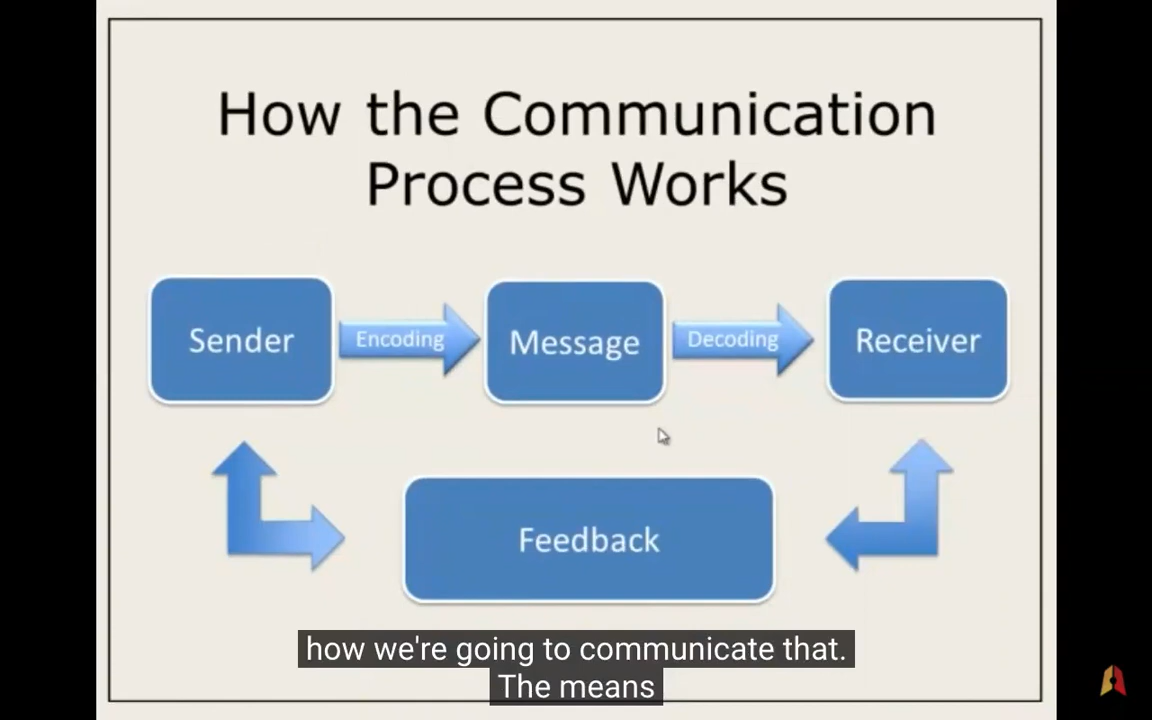 How the Communication
Process Works
Sender
Encoding
Message
Decoding
Receiver
Feedback
how we're going to communicate that.
The means